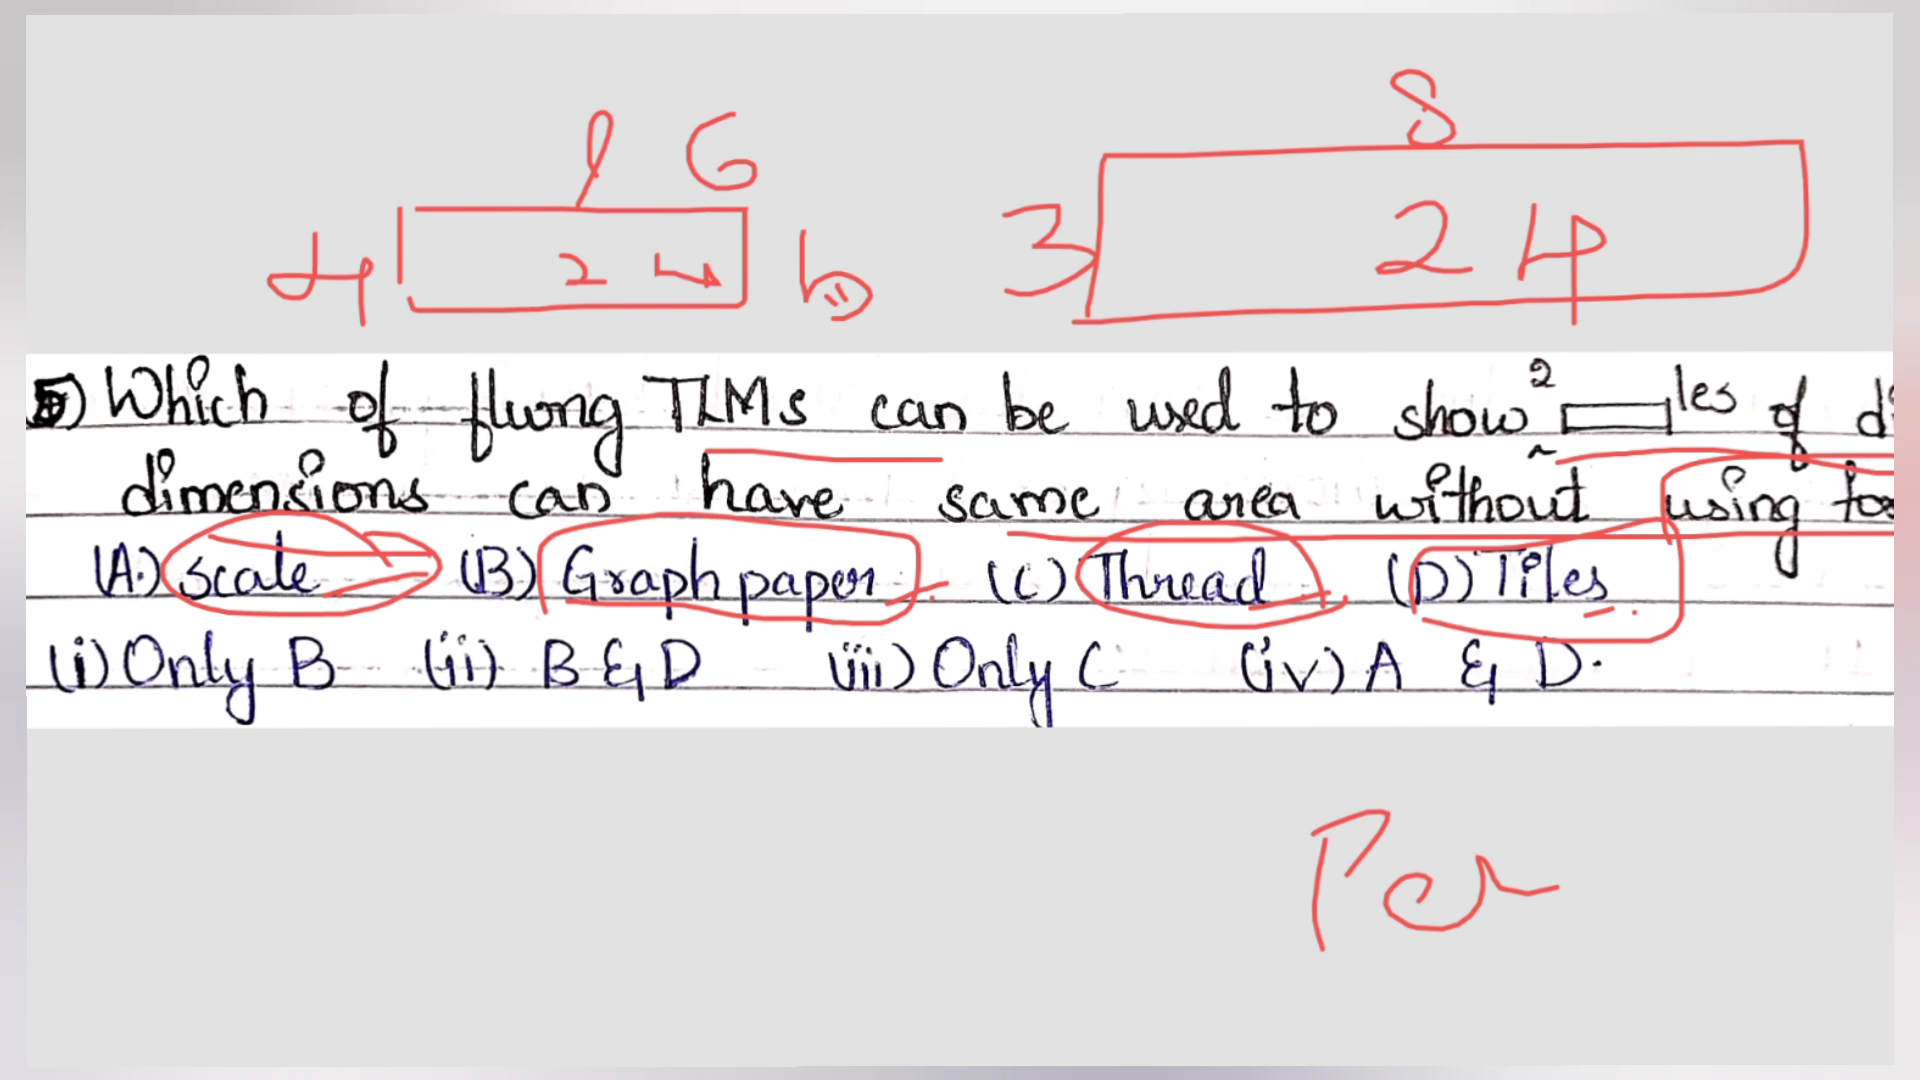 l 6 8
4 24 b 3 24
5) Which of flwng TLMs can be used to show 2 ▭les of di
dimensions can have same area without using fo
(A.) scale (B) Graph paper (C) Thread (D) Tiles
(i) Only B (ii) B & D (iii) Only C (iv) A & D.
Per